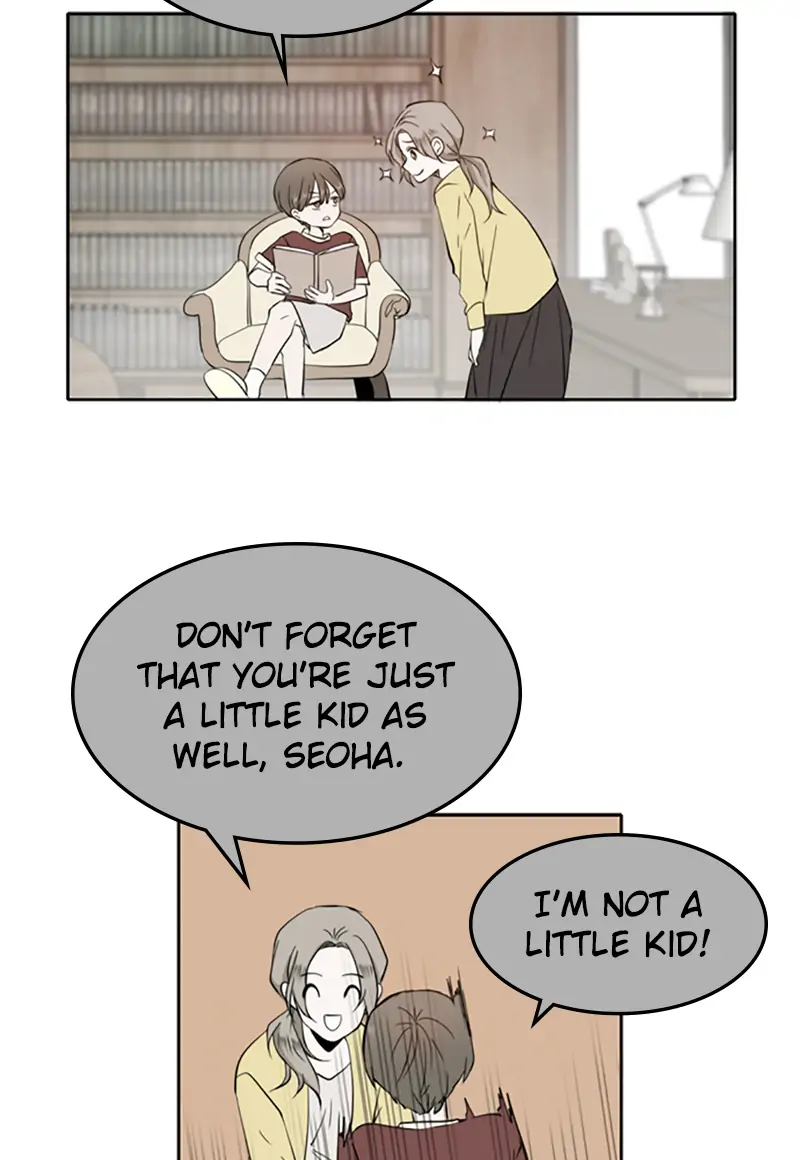 DON'T FORGET
THAT YOU'RE JUST
A LITTLE KID AS
WELL, SEOHA.
I'M NOT A
LITTLE KID!